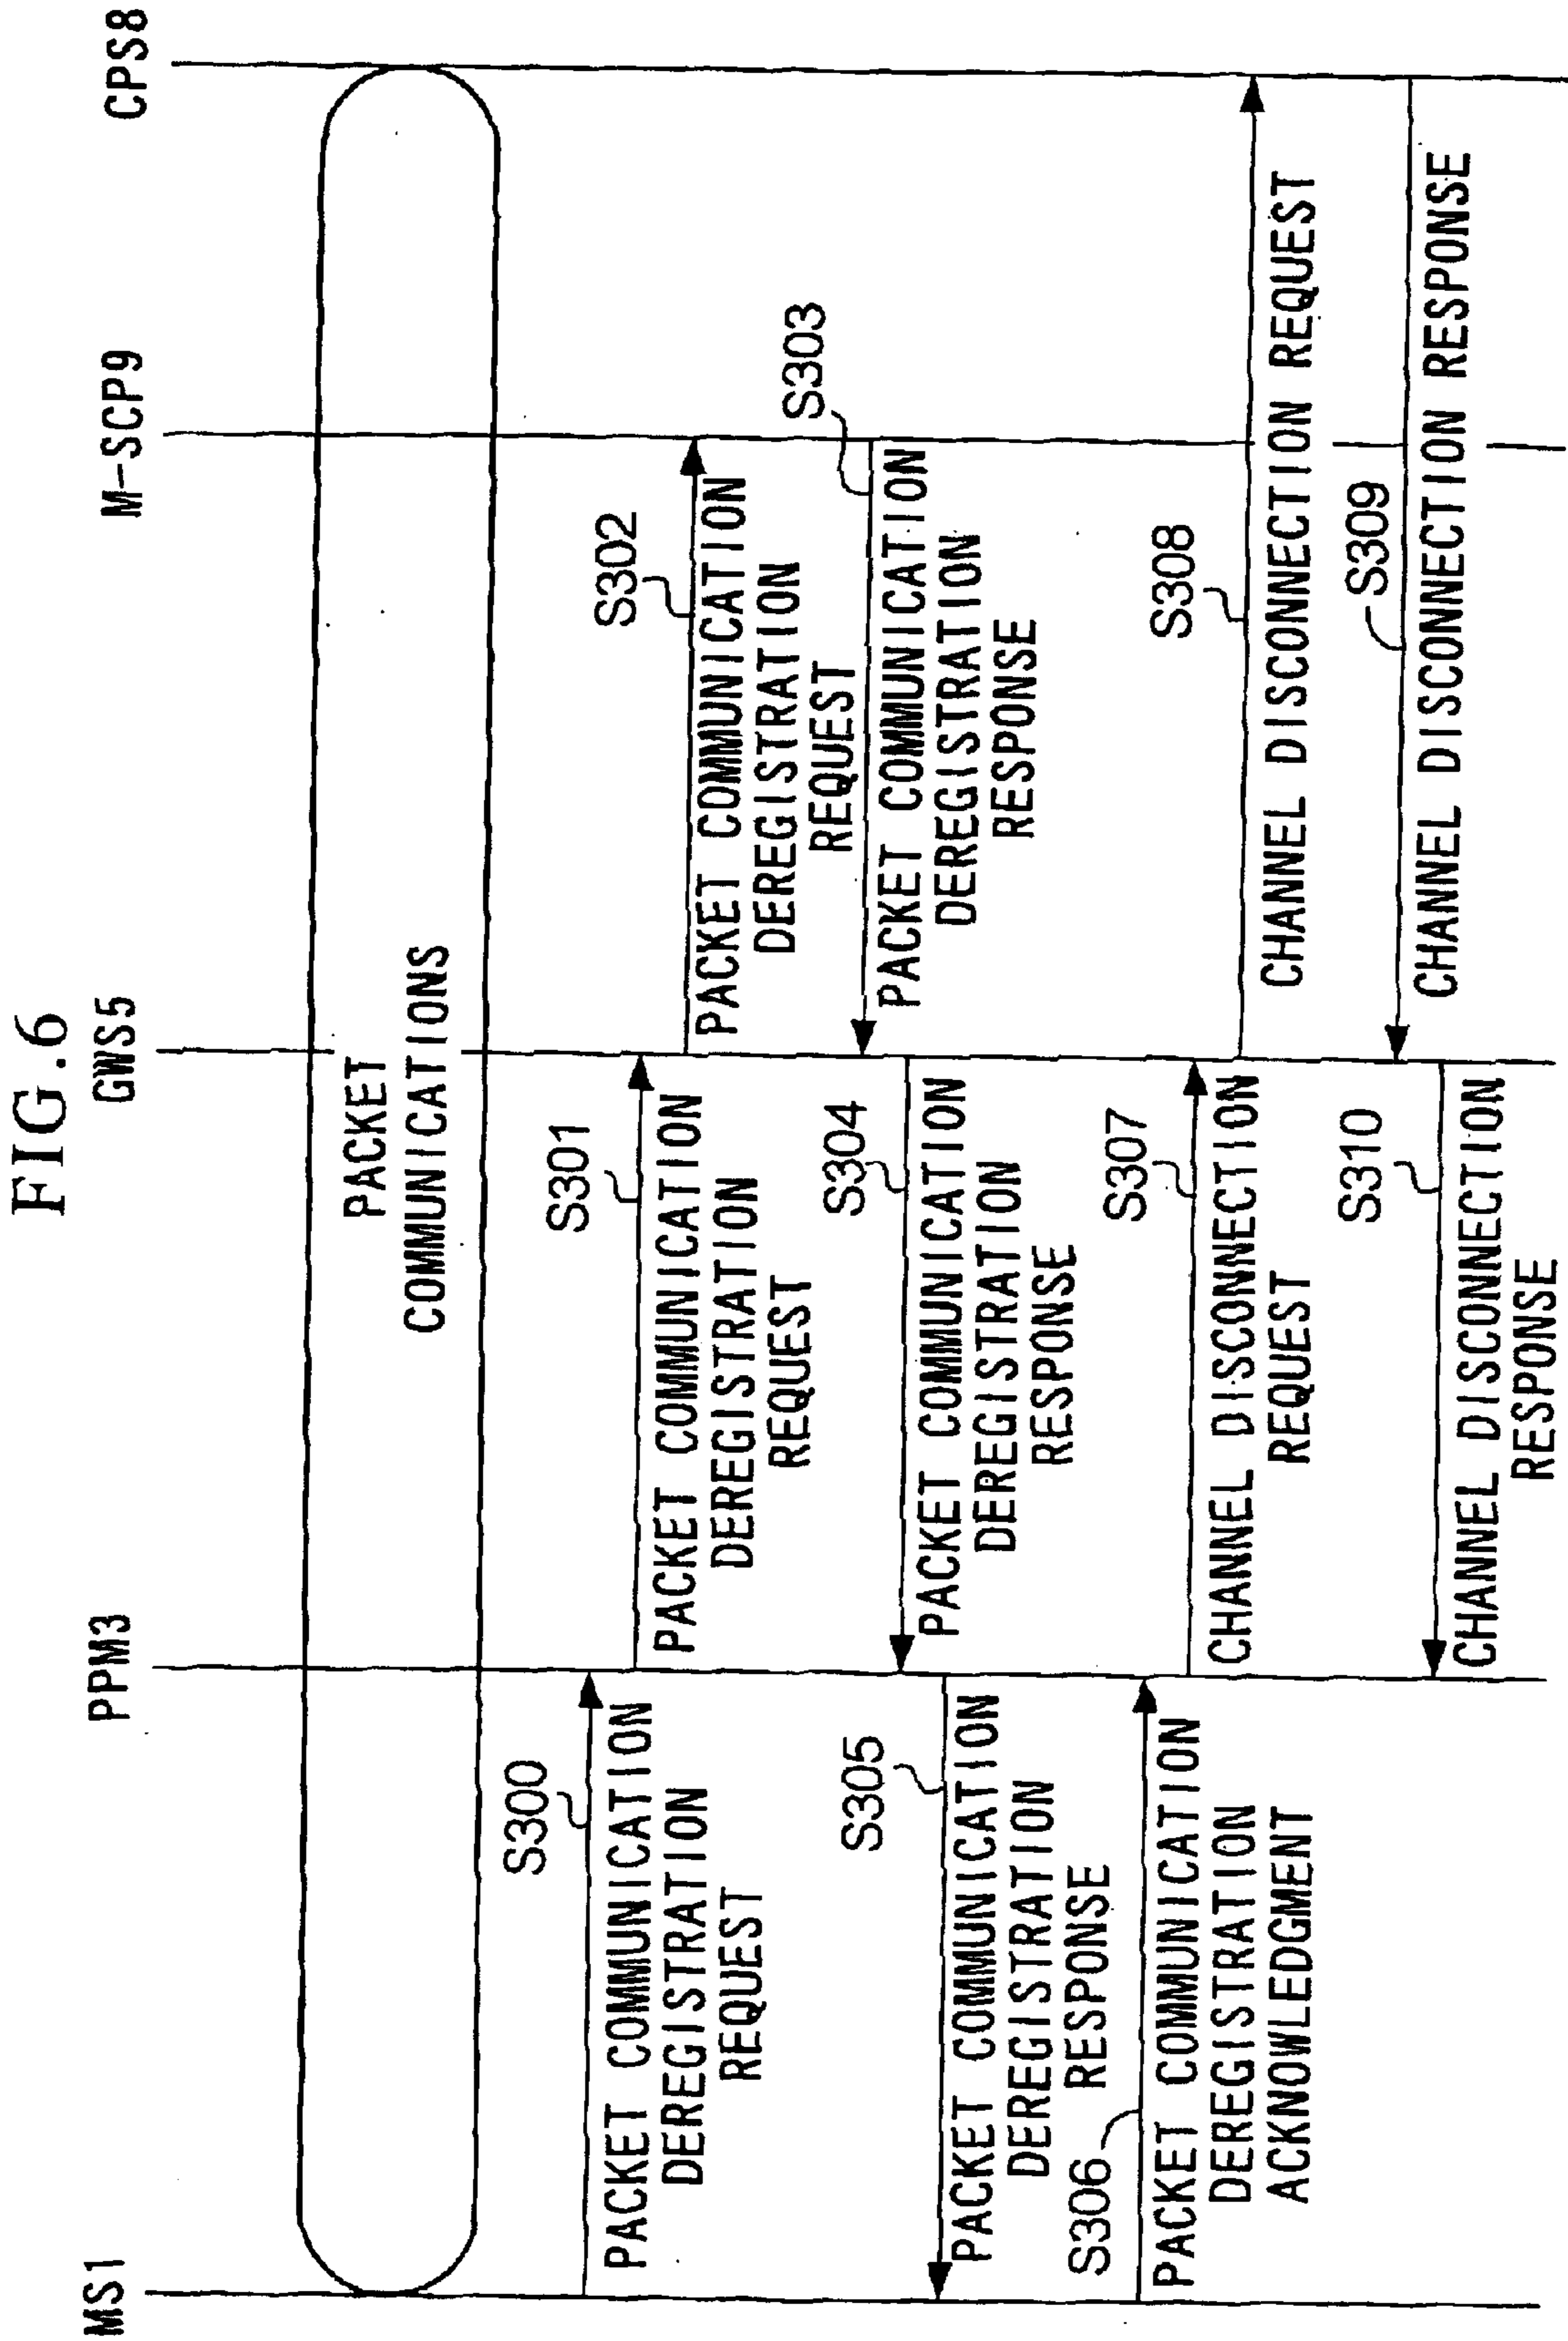 FIG.6
MS1
PPM3
GWS5
M-SCP9
CPS8
PACKET
COMMUNICATIONS
S300
PACKET COMMUNICATION
DEREGISTRATION
REQUEST
S301
PACKET COMMUNICATION
DEREGISTRATION
REQUEST
S302
PACKET COMMUNICATION
DEREGISTRATION
REQUEST
S303
PACKET COMMUNICATION
DEREGISTRATION
RESPONSE
S304
PACKET COMMUNICATION
DEREGISTRATION
RESPONSE
S305
PACKET COMMUNICATION
DEREGISTRATION
RESPONSE
S306
PACKET COMMUNICATION
DEREGISTRATION
ACKNOWLEDGMENT
S307
CHANNEL DISCONNECTION
REQUEST
S308
CHANNEL DISCONNECTION REQUEST
S309
CHANNEL DISCONNECTION RESPONSE
S310
CHANNEL DISCONNECTION
RESPONSE